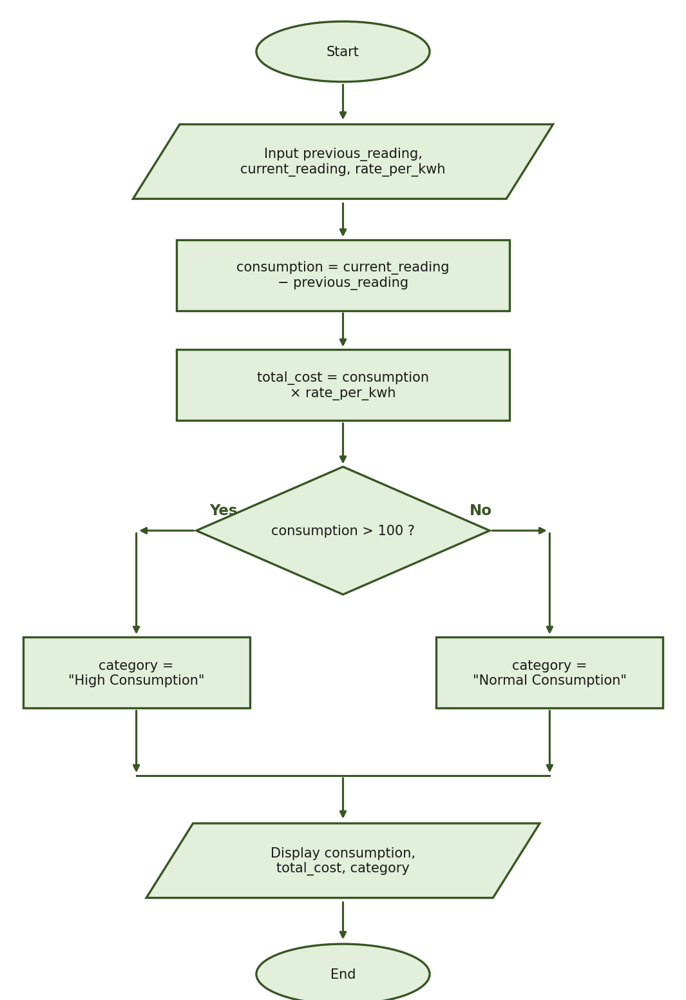 Start
Input previous_reading,
current_reading, rate_per_kwh
consumption = current_reading
− previous_reading
total_cost = consumption
× rate_per_kwh
Yes
No
consumption > 100 ?
category =
"High Consumption"
category =
"Normal Consumption"
Display consumption,
total_cost, category
End